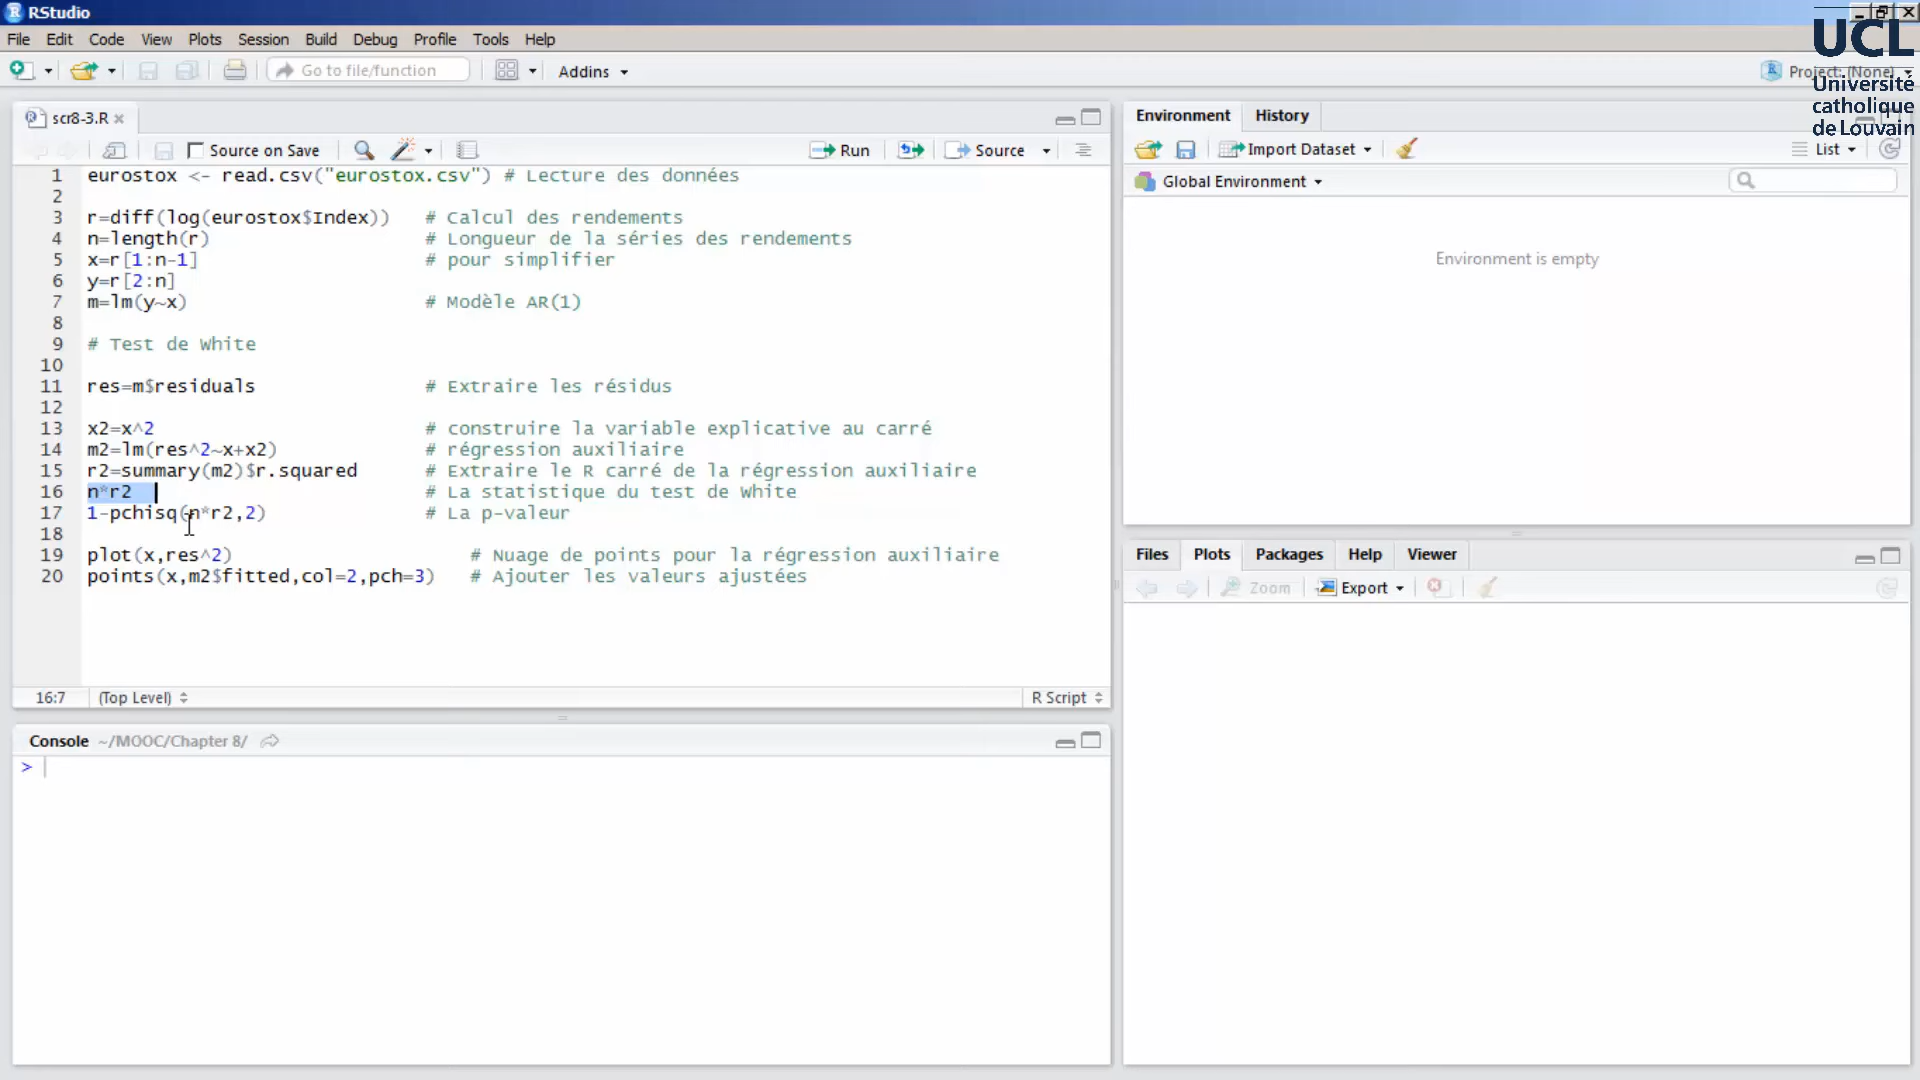 RStudio
File Edit Code View Plots Session Build Debug Profile Tools Help
Go to file/function
Addins
Project: (None)
UCL
Université
catholique
de Louvain
scr8-3.R
Source on Save
Run
Source
1 eurostox <- read.csv("eurostox.csv") # Lecture des données
2
3 r=diff(log(eurostox$Index)) # Calcul des rendements
4 n=length(r) # Longueur de la séries des rendements
5 x=r[1:n-1] # pour simplifier
6 y=r[2:n]
7 m=lm(y~x) # Modèle AR(1)
8
9 # Test de White
10
11 res=m$residuals # Extraire les résidus
12
13 x2=x^2 # construire la variable explicative au carré
14 m2=lm(res^2~x+x2) # régression auxiliaire
15 r2=summary(m2)$r.squared # Extraire le R carré de la régression auxiliaire
16 n*r2 # La statistique du test de White
17 1-pchisq(n*r2,2) # La p-valeur
18
19 plot(x,res^2) # Nuage de points pour la régression auxiliaire
20 points(x,m2$fitted,col=2,pch=3) # Ajouter les valeurs ajustées
16:7 (Top Level) R Script
Console ~/MOOC/Chapter 8/
>
Environment History
Import Dataset List
Global Environment
Environment is empty
Files Plots Packages Help Viewer
Zoom Export